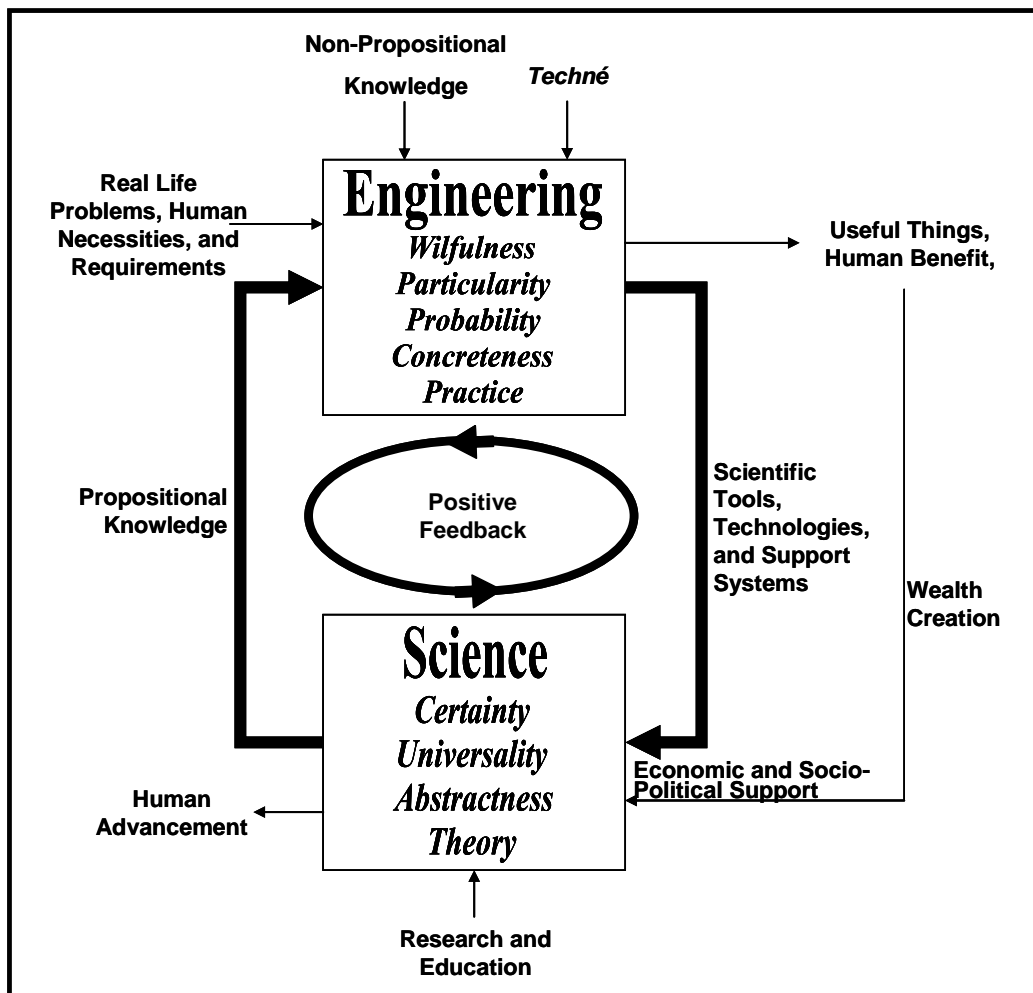 Non-Propositional
Knowledge
Techné
Real Life
Problems, Human
Necessities, and
Requirements
Engineering
Wilfulness
Particularity
Probability
Concreteness
Practice
Useful Things,
Human Benefit,
Propositional
Knowledge
Positive
Feedback
Scientific
Tools,
Technologies,
and Support
Systems
Wealth
Creation
Science
Certainty
Universality
Abstractness
Theory
Economic and Socio-
Political Support
Human
Advancement
Research and
Education